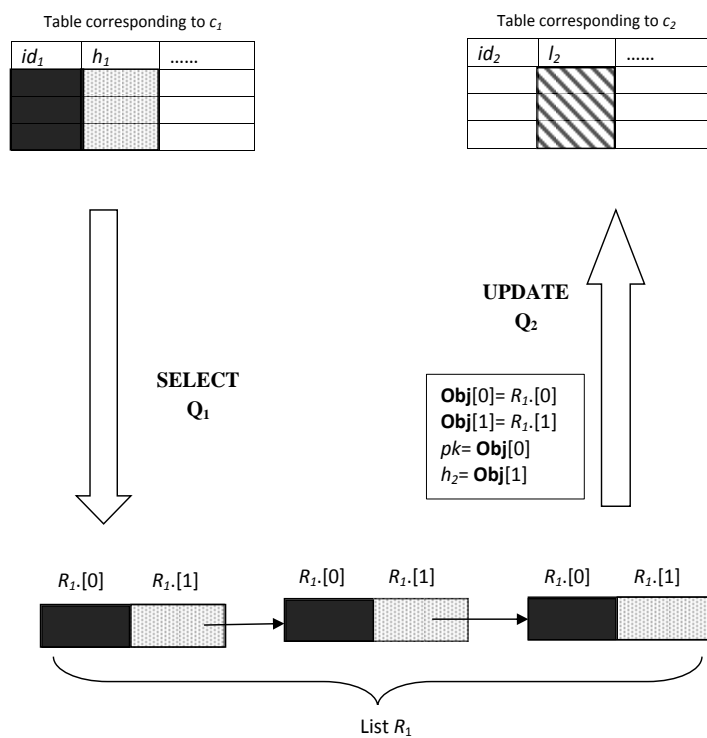 Table corresponding to c1
Table corresponding to c2
id1 h1 ......
id2 l2 ......
UPDATE
Q2
SELECT
Q1
Obj[0]= R1.[0]
Obj[1]= R1.[1]
pk= Obj[0]
h2= Obj[1]
R1.[0] R1.[1]
R1.[0] R1.[1]
R1.[0] R1.[1]
List R1